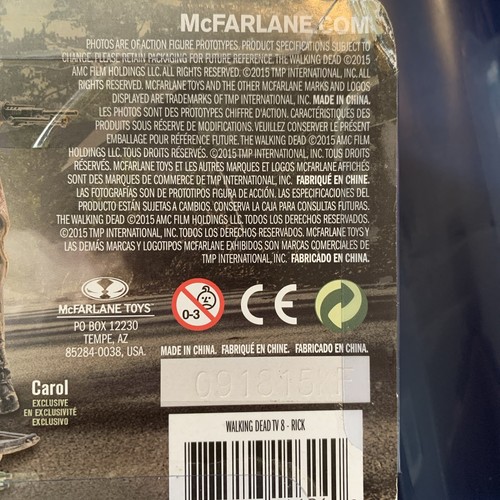 McFARLANE.COM
PHOTOS ARE OF ACTION FIGURE PROTOTYPES. PRODUCT SPECIFICATIONS SUBJECT TO
CHANGE. PLEASE RETAIN PACKAGING FOR FUTURE REFERENCE. THE WALKING DEAD ©2015
AMC FILM HOLDINGS LLC. ALL RIGHTS RESERVED. ©2015 TMP INTERNATIONAL, INC. ALL
RIGHTS RESERVED. MCFARLANE TOYS AND THE OTHER MCFARLANE MARKS AND LOGOS
DISPLAYED ARE TRADEMARKS OF TMP INTERNATIONAL, INC. MADE IN CHINA.
LES PHOTOS SONT DES PROTOTYPES CHIFFRE D'ACTION. CARACTÉRISTIQUES DES
PRODUITS SOUS RÉSERVE DE MODIFICATIONS. VEUILLEZ CONSERVER LE PRÉSENT
EMBALLAGE POUR RÉFÉRENCE FUTURE. THE WALKING DEAD ©2015 AMC FILM
HOLDINGS LLC. TOUS DROITS RÉSERVÉS. ©2015 TMP INTERNATIONAL, INC. TOUS DROITS
RÉSERVÉS. MCFARLANE TOYS ET LES AUTRES MARQUES ET LOGOS MCFARLANE AFFICHÉS
SONT DES MARQUES DE COMMERCE DE TMP INTERNATIONAL, INC. FABRIQUÉ EN CHINE.
LAS FOTOGRAFÍAS SON DE PROTOTIPOS FIGURA DE ACCIÓN. LAS ESPECIFICACIONES DEL
PRODUCTO ESTÁN SUJETAS A CAMBIOS. CONSERVE LA CAJA PARA CONSULTAS FUTURAS.
THE WALKING DEAD ©2015 AMC FILM HOLDINGS LLC. TODOS LOS DERECHOS RESERVADOS.
©2015 TMP INTERNATIONAL, INC. TODOS LOS DERECHOS RESERVADOS. MCFARLANE TOYS Y
LAS DEMÁS MARCAS Y LOGOTIPOS MCFARLANE EXHIBIDOS SON MARCAS COMERCIALES DE
TMP INTERNATIONAL, INC. FABRICADO EN CHINA.
0-3
CE
McFARLANE TOYS™
PO BOX 12230
TEMPE, AZ
85284-0038, USA.
MADE IN CHINA. FABRIQUÉ EN CHINE. FABRICADO EN CHINA.
091615 F
Carol
EXCLUSIVE
EN EXCLUSIVITÉ
EXCLUSIVO
WALKING DEAD TV 8 - RICK